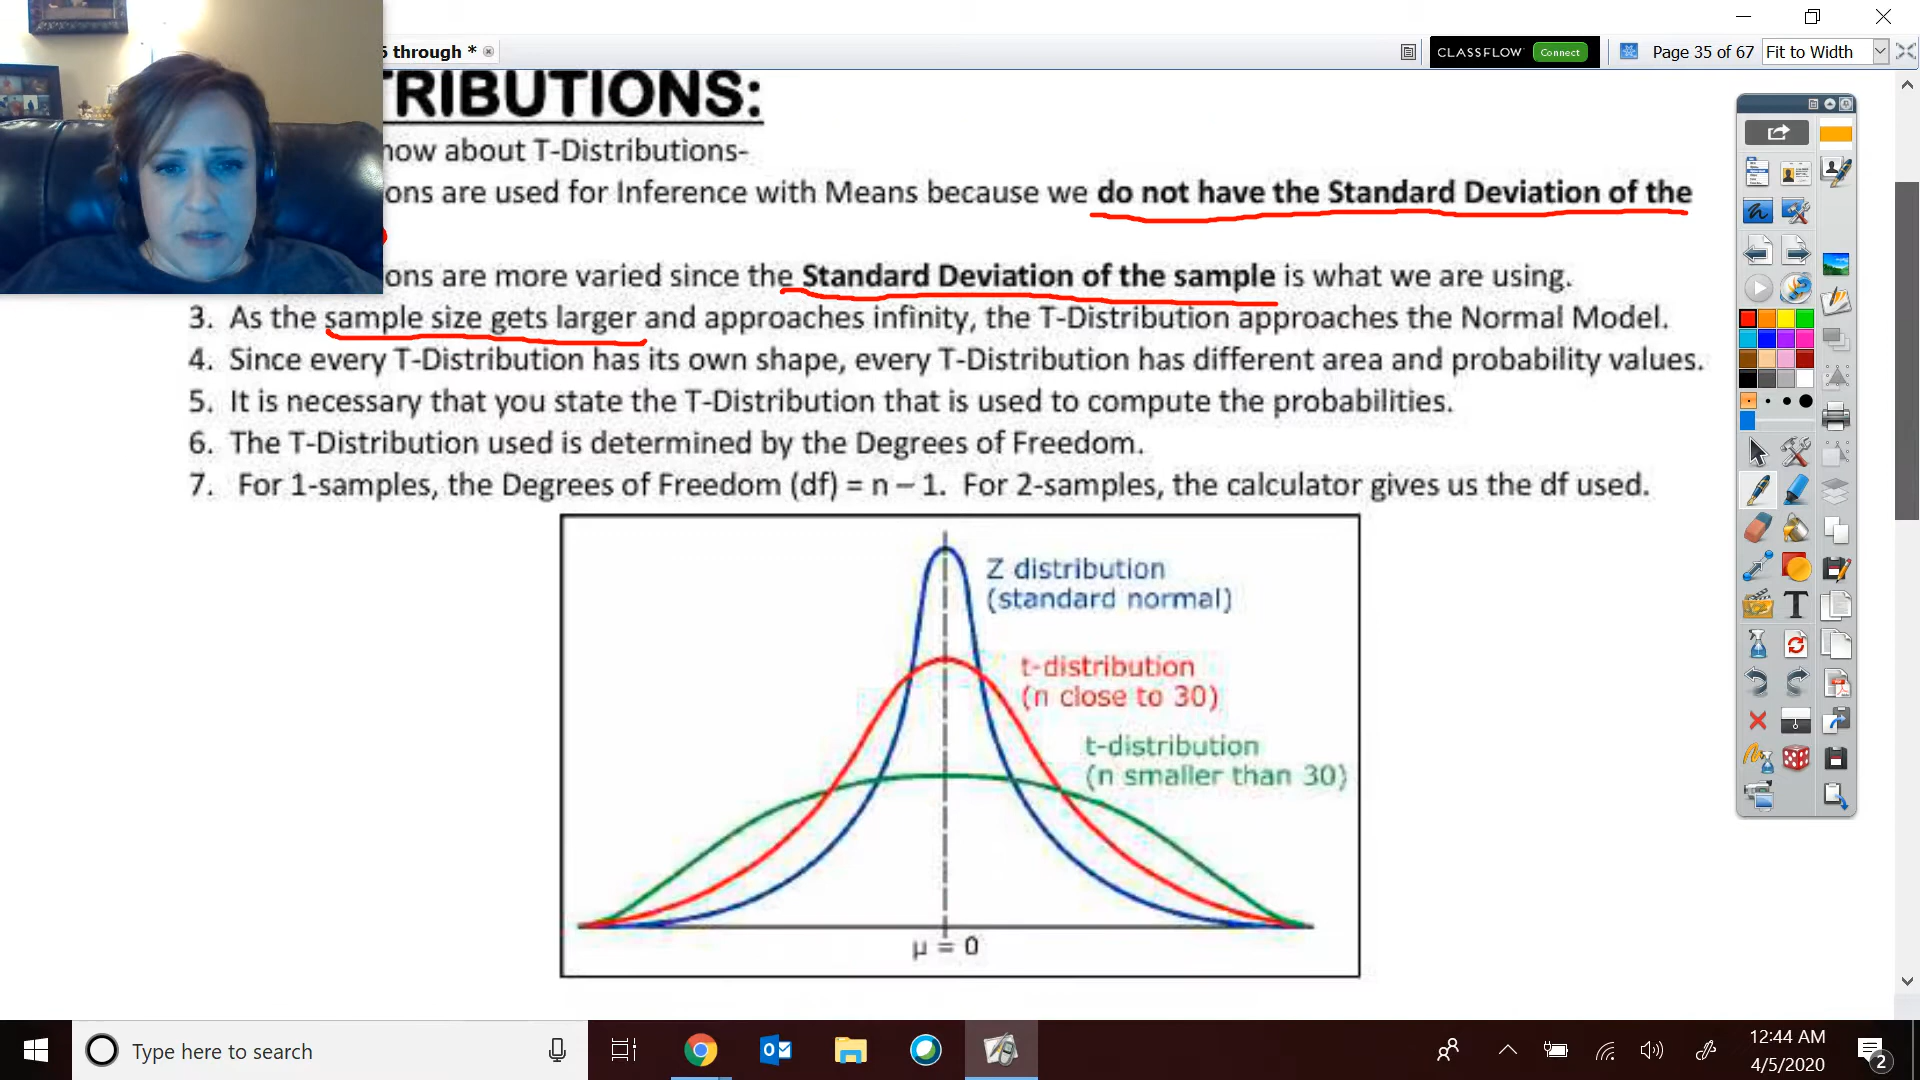 5 through *
CLASSFLOW Connect
Page 35 of 67
Fit to Width
TRIBUTIONS:
now about T-Distributions-
ons are used for Inference with Means because we do not have the Standard Deviation of the
ons are more varied since the Standard Deviation of the sample is what we are using.
3. As the sample size gets larger and approaches infinity, the T-Distribution approaches the Normal Model.
4. Since every T-Distribution has its own shape, every T-Distribution has different area and probability values.
5. It is necessary that you state the T-Distribution that is used to compute the probabilities.
6. The T-Distribution used is determined by the Degrees of Freedom.
7. For 1-samples, the Degrees of Freedom (df) = n – 1. For 2-samples, the calculator gives us the df used.
Z distribution
(standard normal)
t-distribution
(n close to 30)
t-distribution
(n smaller than 30)
μ = 0
Type here to search
12:44 AM
4/5/2020
2